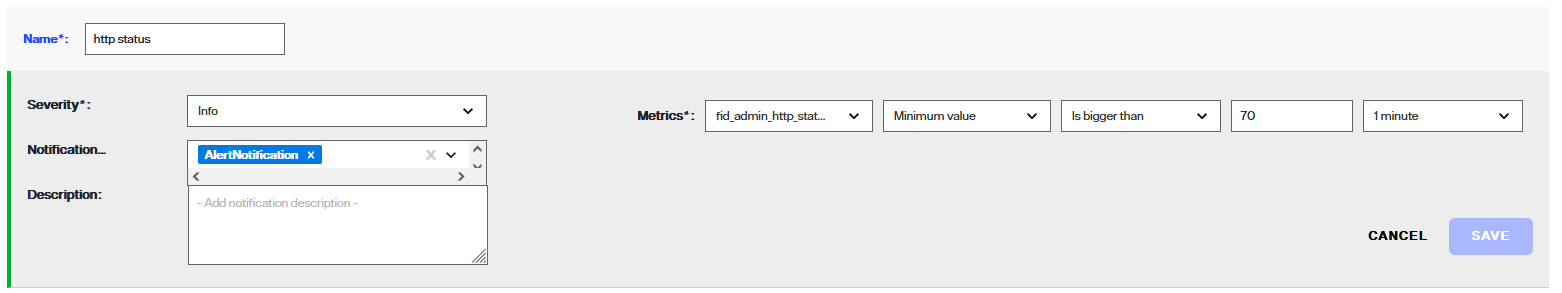 Name*: http status
Severity*: Info
Metrics*: fid_admin_http_stat... Minimum value Is bigger than 70 1 minute
Notification... AlertNotification x
Description: - Add notification description -
CANCEL SAVE